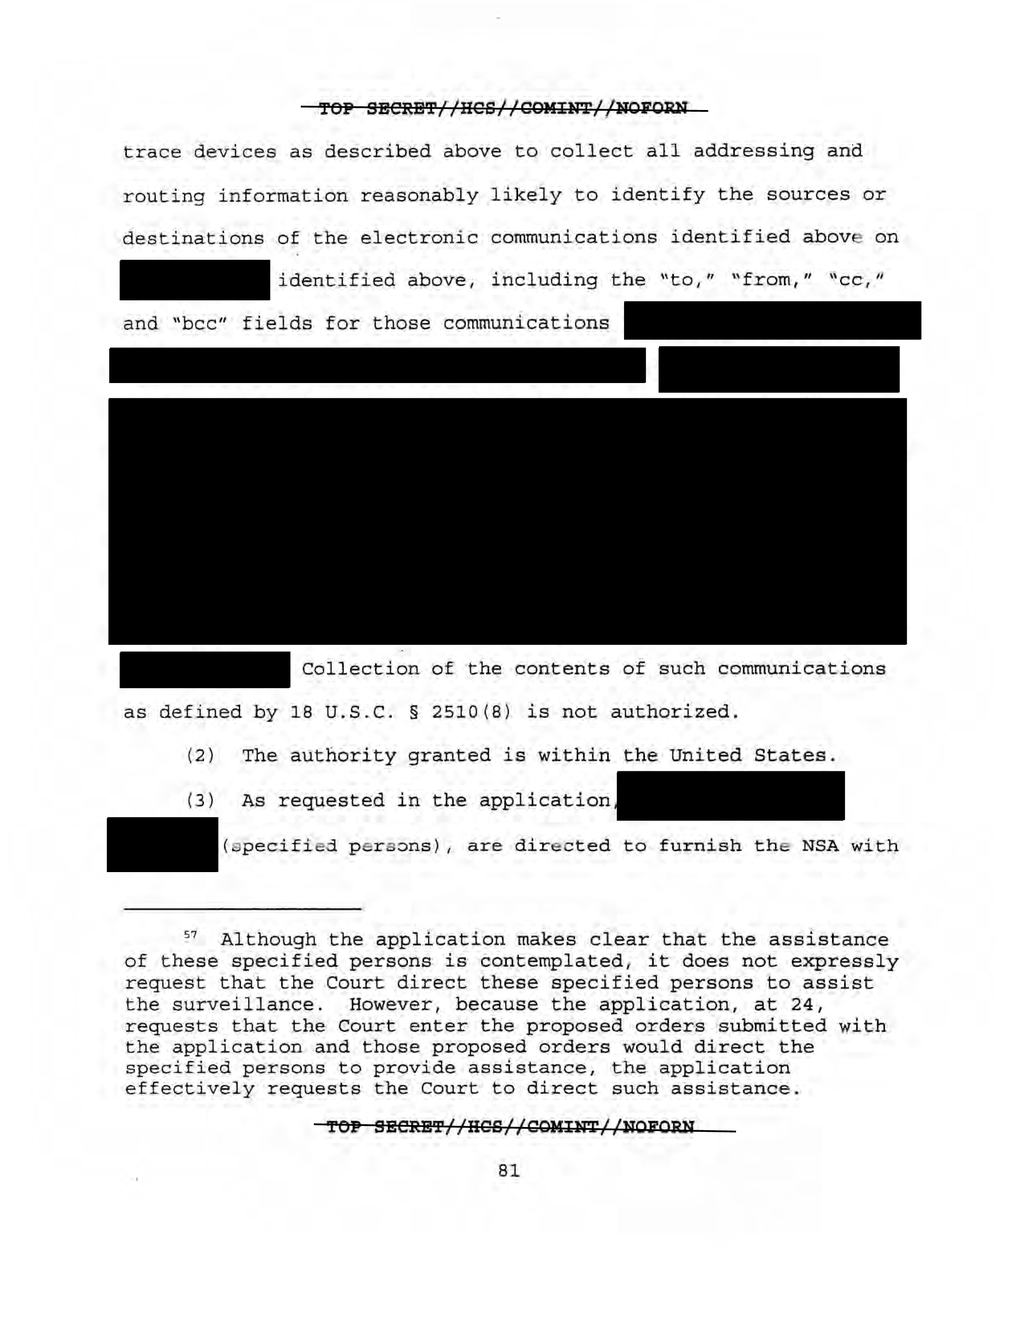 TOP SECRET//HCS//COMINT//NOFORN
trace devices as described above to collect all addressing and
routing information reasonably likely to identify the sources or
destinations of the electronic communications identified above on
identified above, including the "to," "from," "cc,"
and "bcc" fields for those communications
Collection of the contents of such communications
as defined by 18 U.S.C. § 2510(8) is not authorized.
(2) The authority granted is within the United States.
(3) As requested in the application,
(specified persons), are directed to furnish the NSA with
57 Although the application makes clear that the assistance
of these specified persons is contemplated, it does not expressly
request that the Court direct these specified persons to assist
the surveillance. However, because the application, at 24,
requests that the Court enter the proposed orders submitted with
the application and those proposed orders would direct the
specified persons to provide assistance, the application
effectively requests the Court to direct such assistance.
TOP SECRET//HCS//COMINT//NOFORN
81